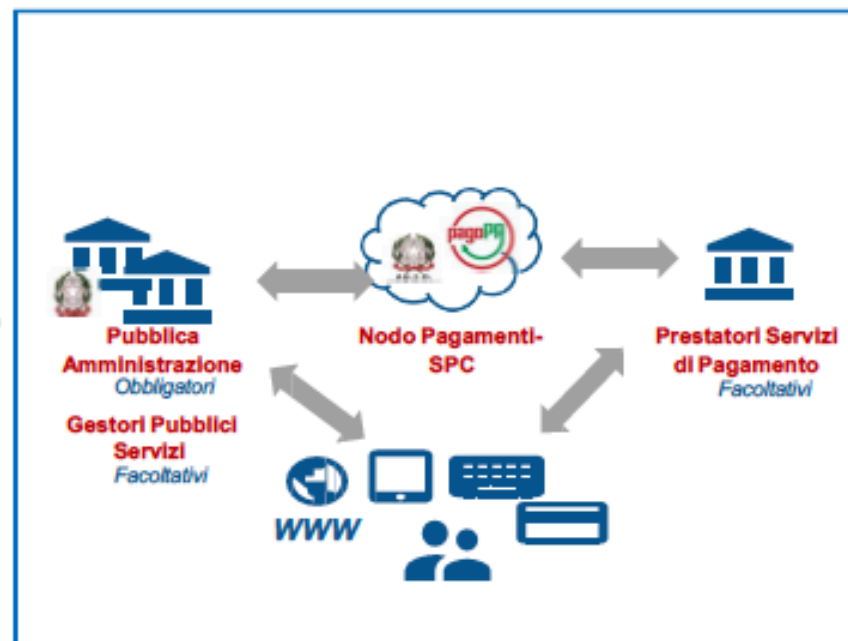 pagoPA
Pubblica
Amministrazione
Obbligatori
Gestori Pubblici
Servizi
Facoltativi
Nodo Pagamenti-
SPC
Prestatori Servizi
di Pagamento
Facoltativi
WWW